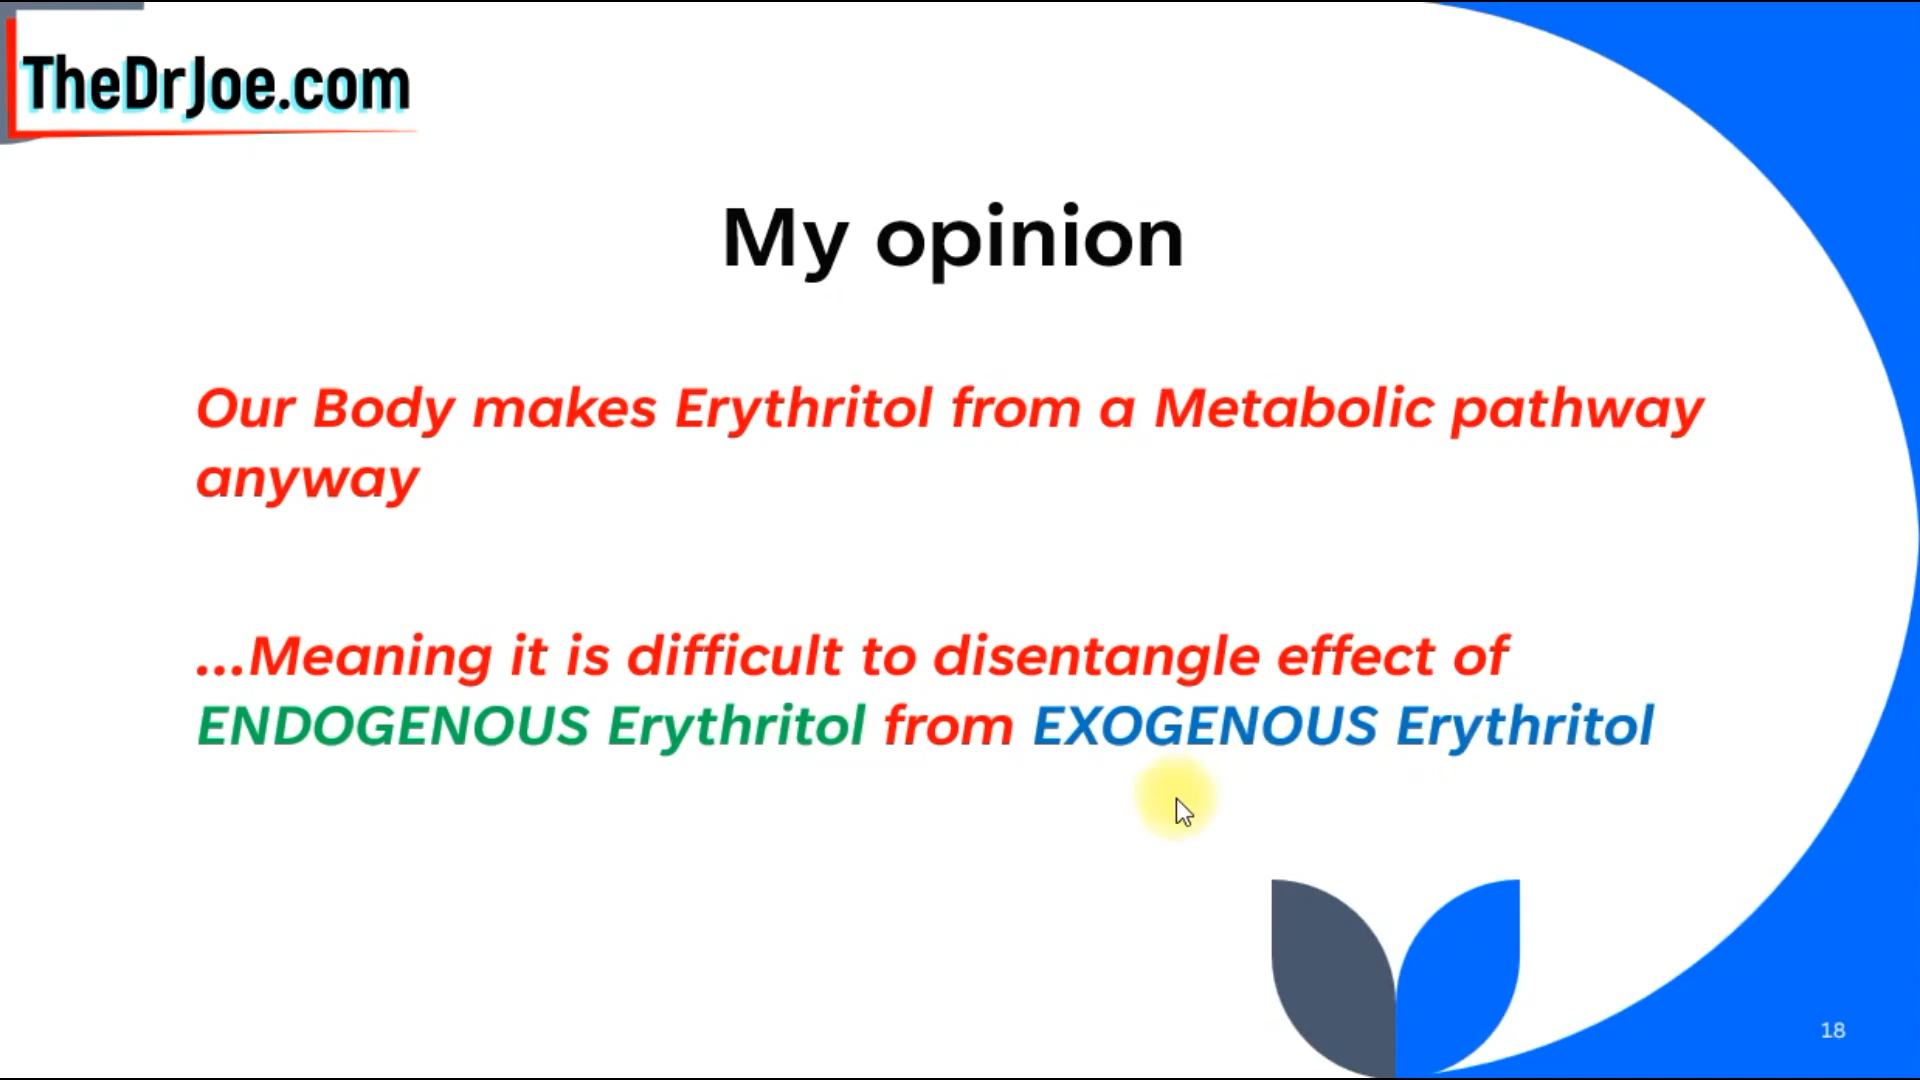 TheDrJoe.com
My opinion
Our Body makes Erythritol from a Metabolic pathway
anyway
...Meaning it is difficult to disentangle effect of
ENDOGENOUS Erythritol from EXOGENOUS Erythritol
18